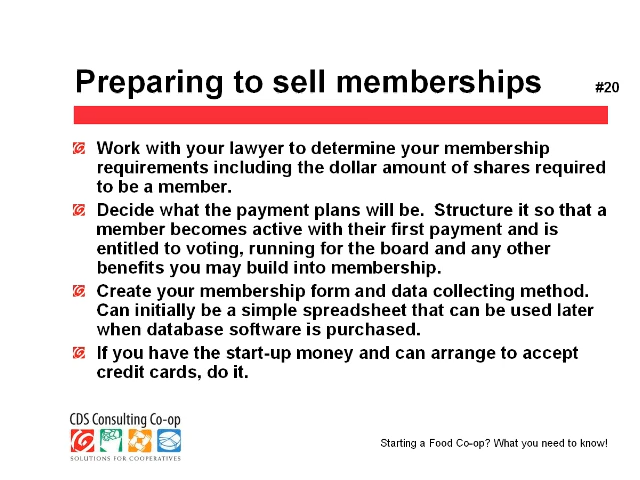 Preparing to sell memberships
#20
Work with your lawyer to determine your membership
requirements including the dollar amount of shares required
to be a member.
Decide what the payment plans will be.  Structure it so that a
member becomes active with their first payment and is
entitled to voting, running for the board and any other
benefits you may build into membership.
Create your membership form and data collecting method.
Can initially be a simple spreadsheet that can be used later
when database software is purchased.
If you have the start-up money and can arrange to accept
credit cards, do it.
CDS Consulting Co-op
SOLUTIONS FOR COOPERATIVES
Starting a Food Co-op? What you need to know!